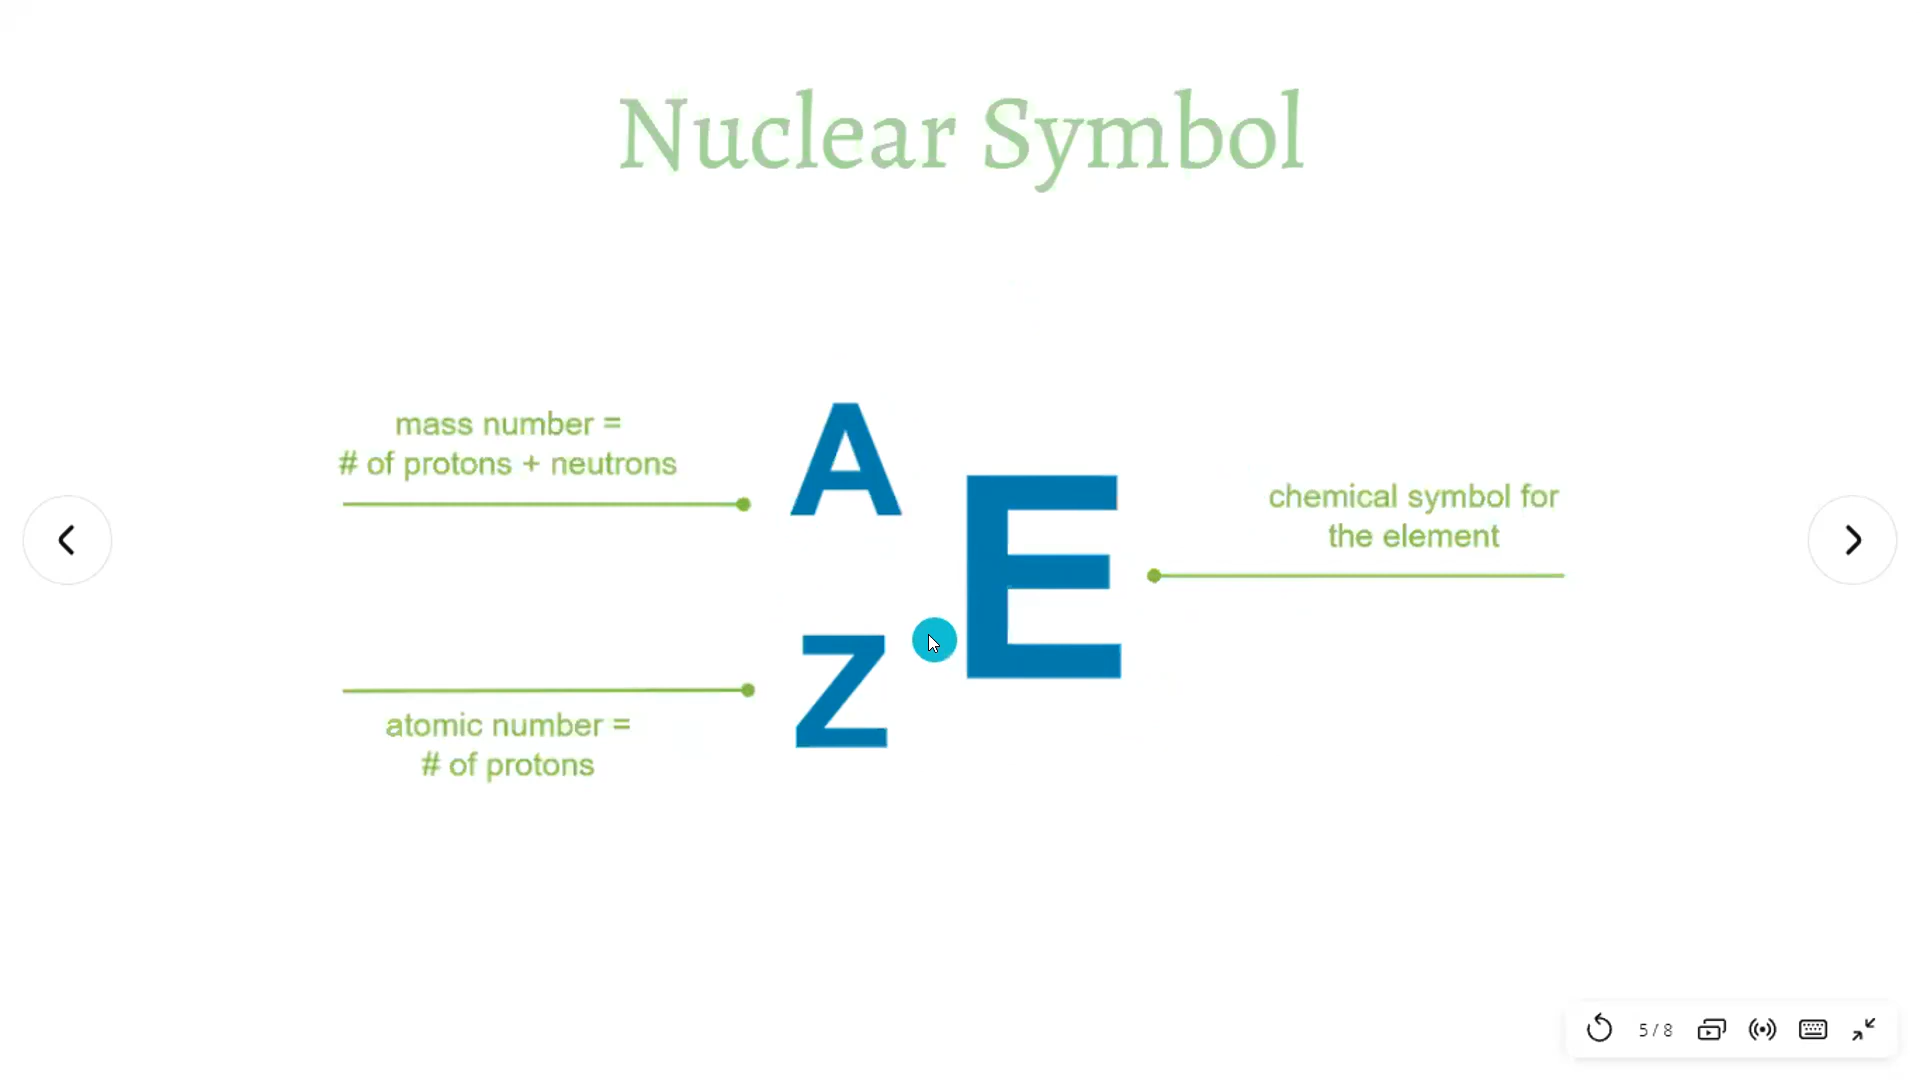 Nuclear Symbol
mass number =
# of protons + neutrons
A
E
chemical symbol for
the element
Z
atomic number =
# of protons
5 / 8